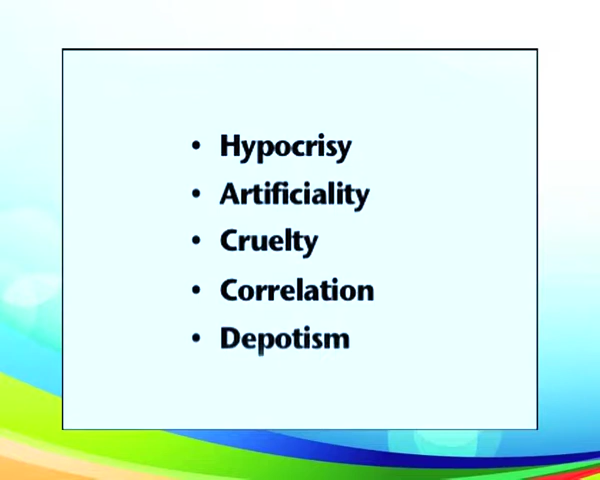 • Hypocrisy
• Artificiality
• Cruelty
• Correlation
• Depotism